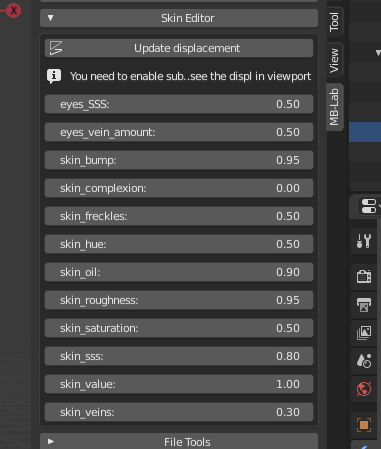 Skin Editor
Update displacement
You need to enable sub..see the displ in viewport
eyes_SSS: 0.50
eyes_vein_amount: 0.50
skin_bump: 0.95
skin_complexion: 0.00
skin_freckles: 0.50
skin_hue: 0.50
skin_oil: 0.90
skin_roughness: 0.95
skin_saturation: 0.50
skin_sss: 0.80
skin_value: 1.00
skin_veins: 0.30
File Tools
Tool
View
MB-Lab
X